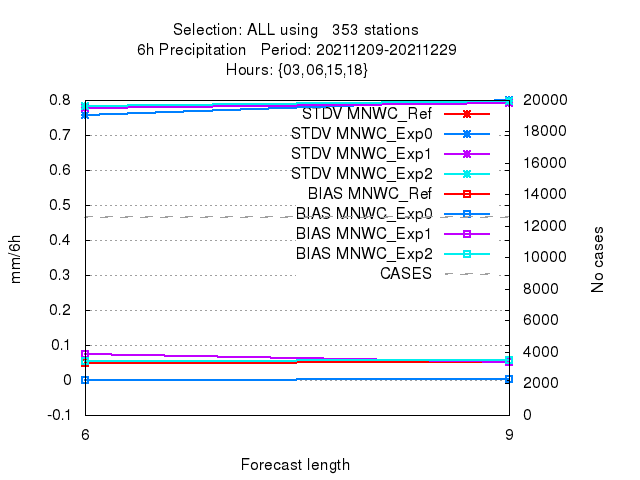 Selection: ALL using   353 stations
6h Precipitation   Period: 20211209-20211229
Hours: {03,06,15,18}
0.8
0.7
0.6
0.5
0.4
0.3
0.2
0.1
0
-0.1
20000
18000
16000
14000
12000
10000
8000
6000
4000
2000
0
STDV MNWC_Ref
STDV MNWC_Exp0
STDV MNWC_Exp1
STDV MNWC_Exp2
BIAS MNWC_Ref
BIAS MNWC_Exp0
BIAS MNWC_Exp1
BIAS MNWC_Exp2
CASES
mm/6h
No cases
6
9
Forecast length